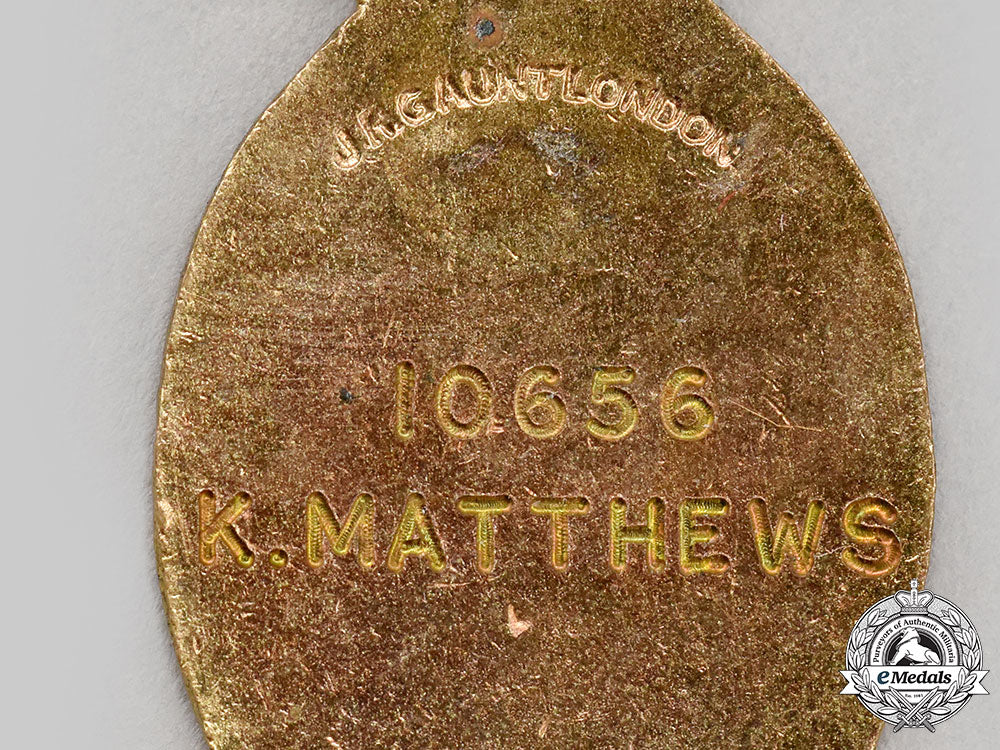 J.R.GAUNT LONDON
10656
K.MATTHEWS
Purveyors of Authentic Militaria
eMedals